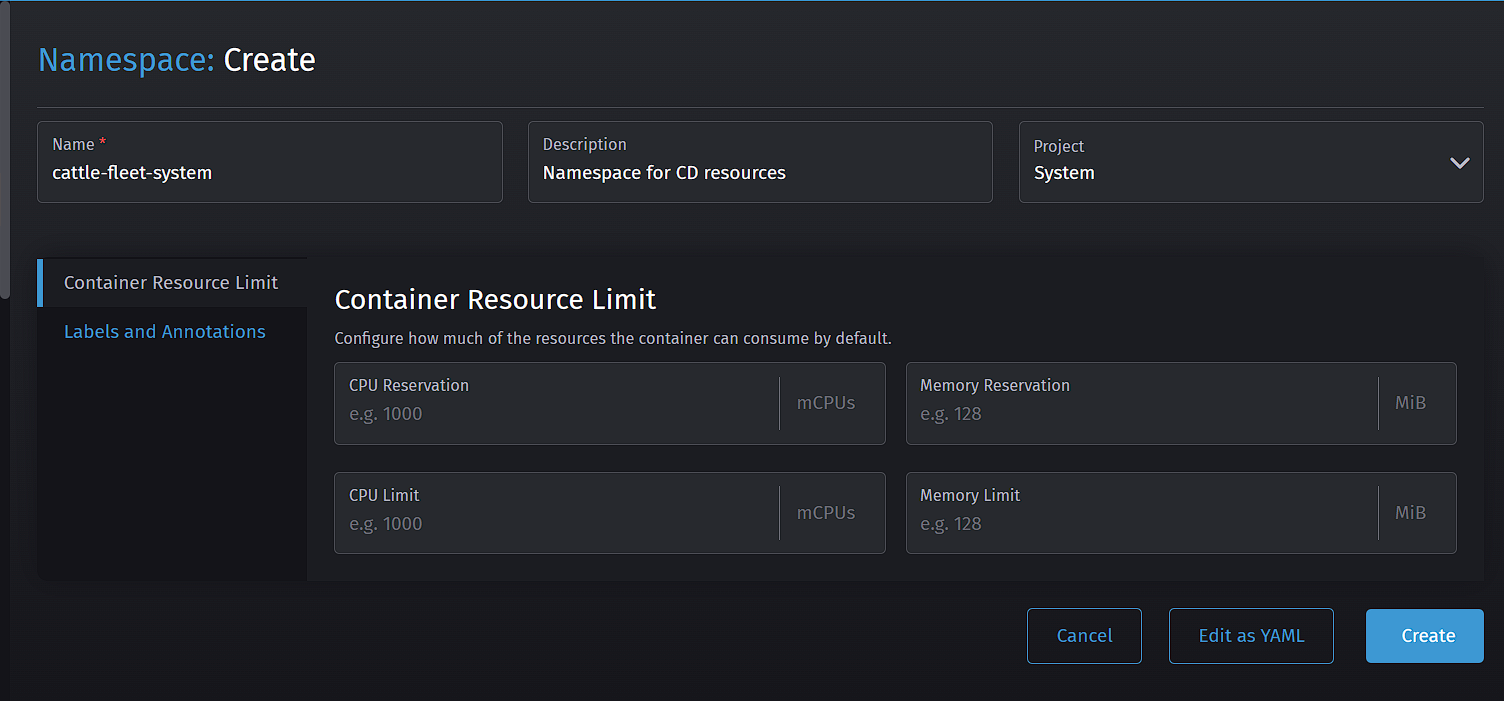 Namespace: Create
Name *
cattle-fleet-system
Description
Namespace for CD resources
Project
System
Container Resource Limit
Labels and Annotations
Container Resource Limit
Configure how much of the resources the container can consume by default.
CPU Reservation
e.g. 1000
mCPUs
Memory Reservation
e.g. 128
MiB
CPU Limit
e.g. 1000
mCPUs
Memory Limit
e.g. 128
MiB
Cancel
Edit as YAML
Create